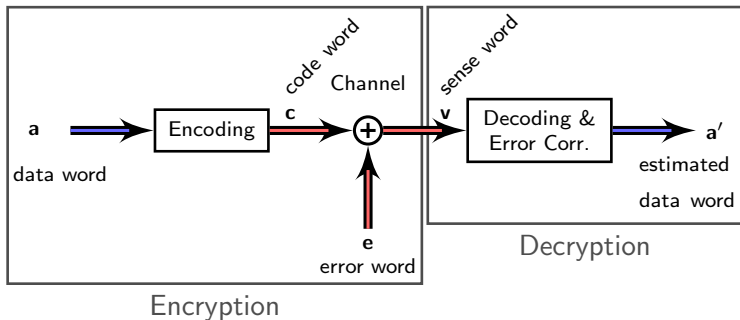 code word
Channel
sense word
a
Encoding
c
+
v
Decoding &
Error Corr.
a′
data word
estimated
data word
e
error word
Decryption
Encryption